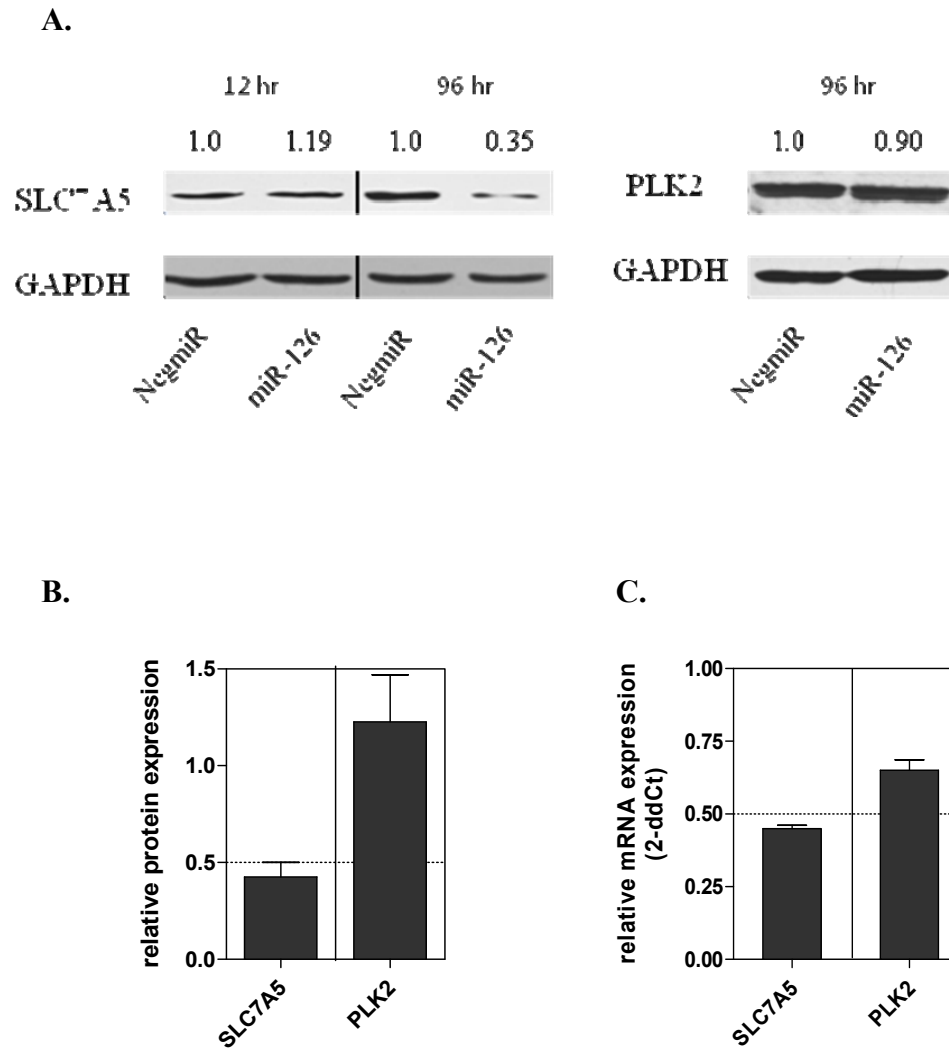 A.
12 hr 96 hr 96 hr
1.0 1.19 1.0 0.35 1.0 0.90
SLC7A5 PLK2
GAPDH GAPDH
NegmiR miR-126 NegmiR miR-126 NegmiR miR-126
B. C.
relative protein expression
1.5
1.0
0.5
0.0
SLC7A5 PLK2
relative mRNA expression
(2-ddCt)
1.00
0.75
0.50
0.25
0.00
SLC7A5 PLK2